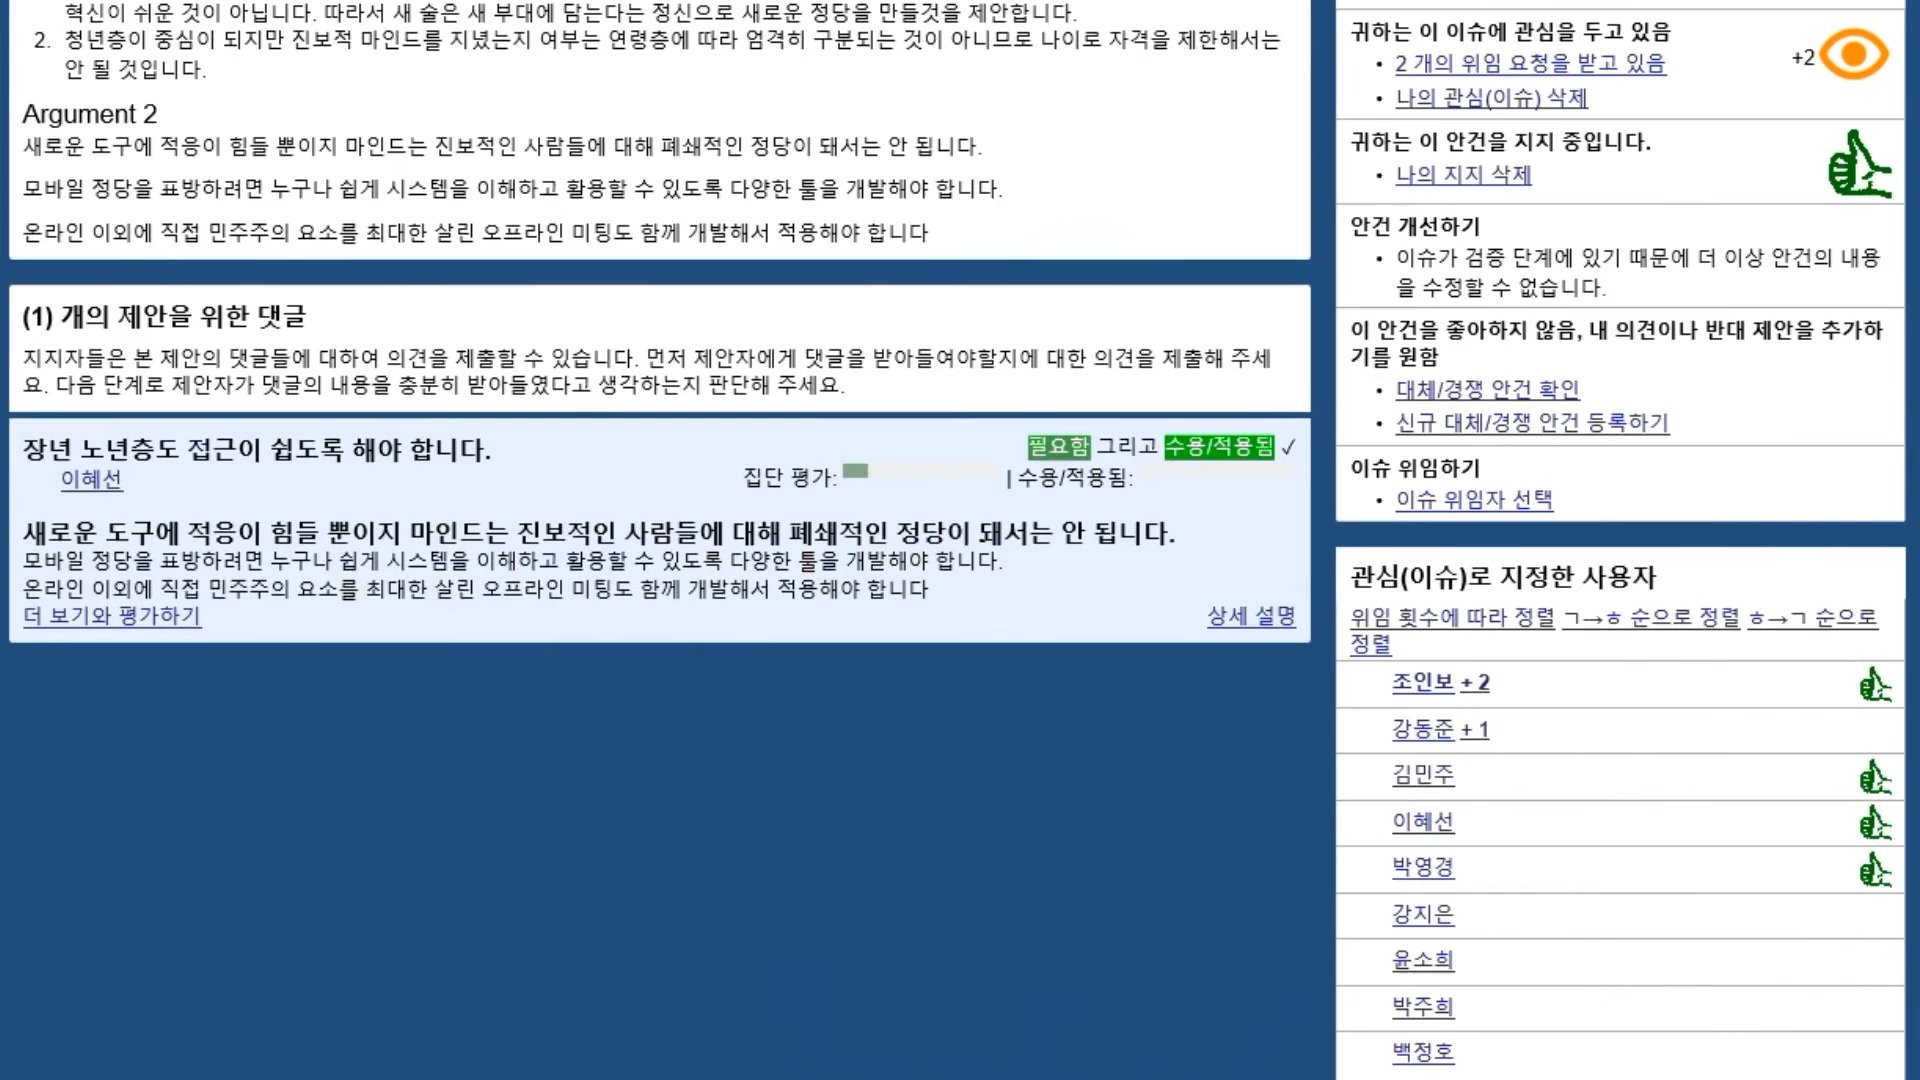 혁신이 쉬운 것이 아닙니다. 따라서 새 술은 새 부대에 담는다는 정신으로 새로운 정당을 만들것을 제안합니다.
2. 청년층이 중심이 되지만 진보적 마인드를 지녔는지 여부는 연령층에 따라 엄격히 구분되는 것이 아니므로 나이로 자격을 제한해서는
안 될 것입니다.
Argument 2
새로운 도구에 적응이 힘들 뿐이지 마인드는 진보적인 사람들에 대해 폐쇄적인 정당이 돼서는 안 됩니다.
모바일 정당을 표방하려면 누구나 쉽게 시스템을 이해하고 활용할 수 있도록 다양한 툴을 개발해야 합니다.
온라인 이외에 직접 민주주의 요소를 최대한 살린 오프라인 미팅도 함께 개발해서 적용해야 합니다
(1) 개의 제안을 위한 댓글
지지자들은 본 제안의 댓글들에 대하여 의견을 제출할 수 있습니다. 먼저 제안자에게 댓글을 받아들여야할지에 대한 의견을 제출해 주세
요. 다음 단계로 제안자가 댓글의 내용을 충분히 받아들였다고 생각하는지 판단해 주세요.
장년 노년층도 접근이 쉽도록 해야 합니다.
필요함 그리고 수용/적용됨 ✓
이혜선
집단 평가: | 수용/적용됨:
새로운 도구에 적응이 힘들 뿐이지 마인드는 진보적인 사람들에 대해 폐쇄적인 정당이 돼서는 안 됩니다.
모바일 정당을 표방하려면 누구나 쉽게 시스템을 이해하고 활용할 수 있도록 다양한 툴을 개발해야 합니다.
온라인 이외에 직접 민주주의 요소를 최대한 살린 오프라인 미팅도 함께 개발해서 적용해야 합니다
더 보기와 평가하기
상세 설명
귀하는 이 이슈에 관심을 두고 있음
• 2 개의 위임 요청을 받고 있음
+2
• 나의 관심(이슈) 삭제
귀하는 이 안건을 지지 중입니다.
• 나의 지지 삭제
안건 개선하기
• 이슈가 검증 단계에 있기 때문에 더 이상 안건의 내용
을 수정할 수 없습니다.
이 안건을 좋아하지 않음, 내 의견이나 반대 제안을 추가하
기를 원함
• 대체/경쟁 안건 확인
• 신규 대체/경쟁 안건 등록하기
이슈 위임하기
• 이슈 위임자 선택
관심(이슈)로 지정한 사용자
위임 횟수에 따라 정렬 ㄱ→ㅎ 순으로 정렬 ㅎ→ㄱ 순으로
정렬
조인보 + 2
강동준 + 1
김민주
이혜선
박영경
강지은
윤소희
박주희
백정호